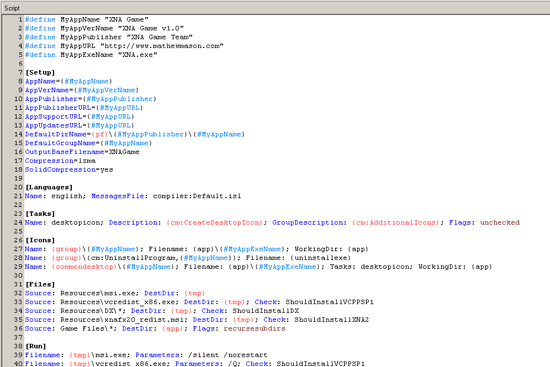 Script
1 #define MyAppName "XNA Game"
2 #define MyAppVerName "XNA Game v1.0"
3 #define MyAppPublisher "XNA Game Team"
4 #define MyAppURL "http://www.mathewmason.com"
5 #define MyAppExeName "XNA.exe"
6
7 [Setup]
8 AppName={#MyAppName}
9 AppVerName={#MyAppVerName}
10 AppPublisher={#MyAppPublisher}
11 AppPublisherURL={#MyAppURL}
12 AppSupportURL={#MyAppURL}
13 AppUpdatesURL={#MyAppURL}
14 DefaultDirName={pf}\{#MyAppPublisher}\{#MyAppName}
15 DefaultGroupName={#MyAppName}
16 OutputBaseFilename=XNAGame
17 Compression=lzma
18 SolidCompression=yes
19
20 [Languages]
21 Name: english; MessagesFile: compiler:Default.isl
22
23 [Tasks]
24 Name: desktopicon; Description: {cm:CreateDesktopIcon}; GroupDescription: {cm:AdditionalIcons}; Flags: unchecked
25
26 [Icons]
27 Name: {group}\{#MyAppName}; Filename: {app}\{#MyAppExeName}; WorkingDir: {app}
28 Name: {group}\{cm:UninstallProgram,{#MyAppName}}; Filename: {uninstallexe}
29 Name: {commondesktop}\{#MyAppName}; Filename: {app}\{#MyAppExeName}; Tasks: desktopicon; WorkingDir: {app}
30
31 [Files]
32 Source: Resources\msi.exe; DestDir: {tmp}
33 Source: Resources\vcredist_x86.exe; DestDir: {tmp}; Check: ShouldInstallVCPPSP1
34 Source: Resources\DX\*; DestDir: {tmp}; Check: ShouldInstallDX
35 Source: Resources\xnafx20_redist.msi; DestDir: {tmp}; Check: ShouldInstallXNA2
36 Source: Game Files\*; DestDir: {app}; Flags: recursesubdirs
37
38 [Run]
39 Filename: {tmp}\msi.exe; Parameters: /silent /norestart
40 Filename: {tmp}\vcredist_x86.exe; Parameters: /Q; Check: ShouldInstallVCPPSP1